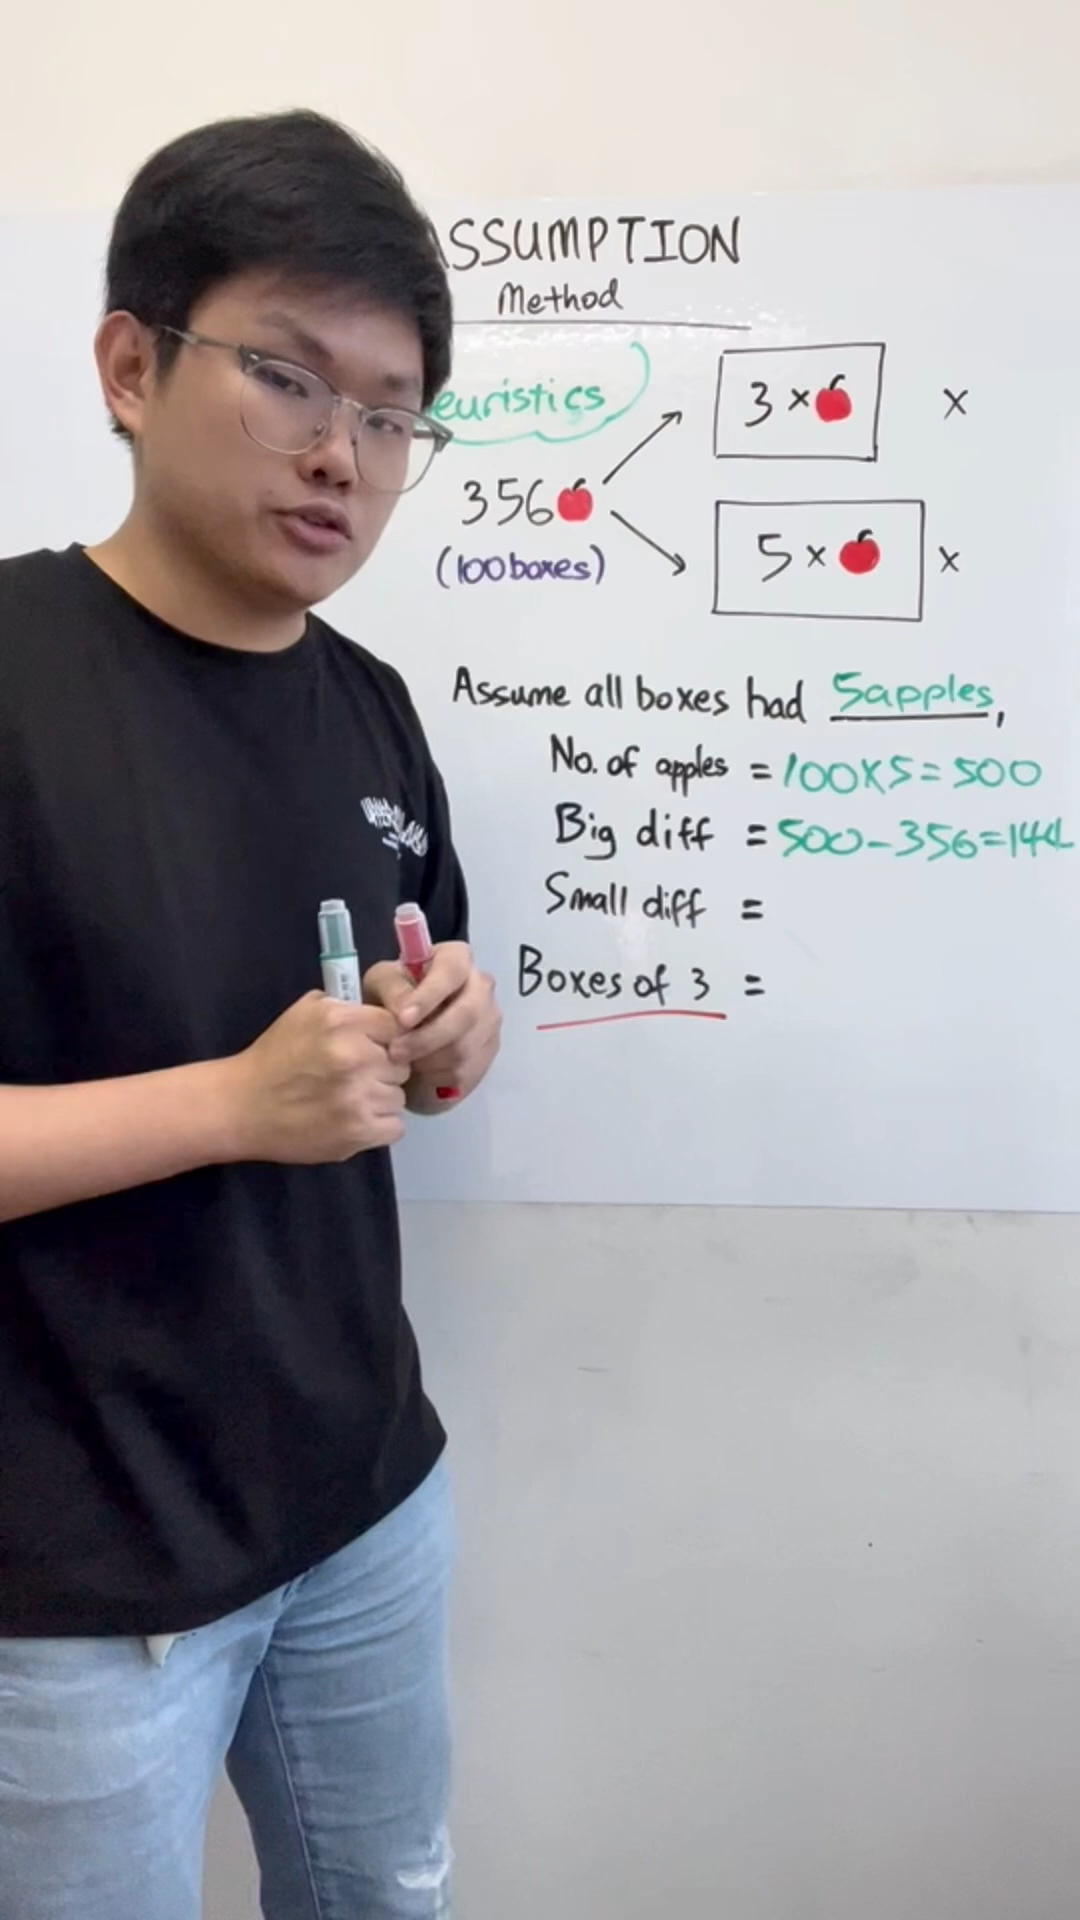 ASSUMPTION
Method
euristics
3 ×
×
356
(100 boxes)
5 ×
×
Assume all boxes had 5 apples,
No. of apples = 100×5=500
Big diff = 500-356=144
Small diff =
Boxes of 3 =